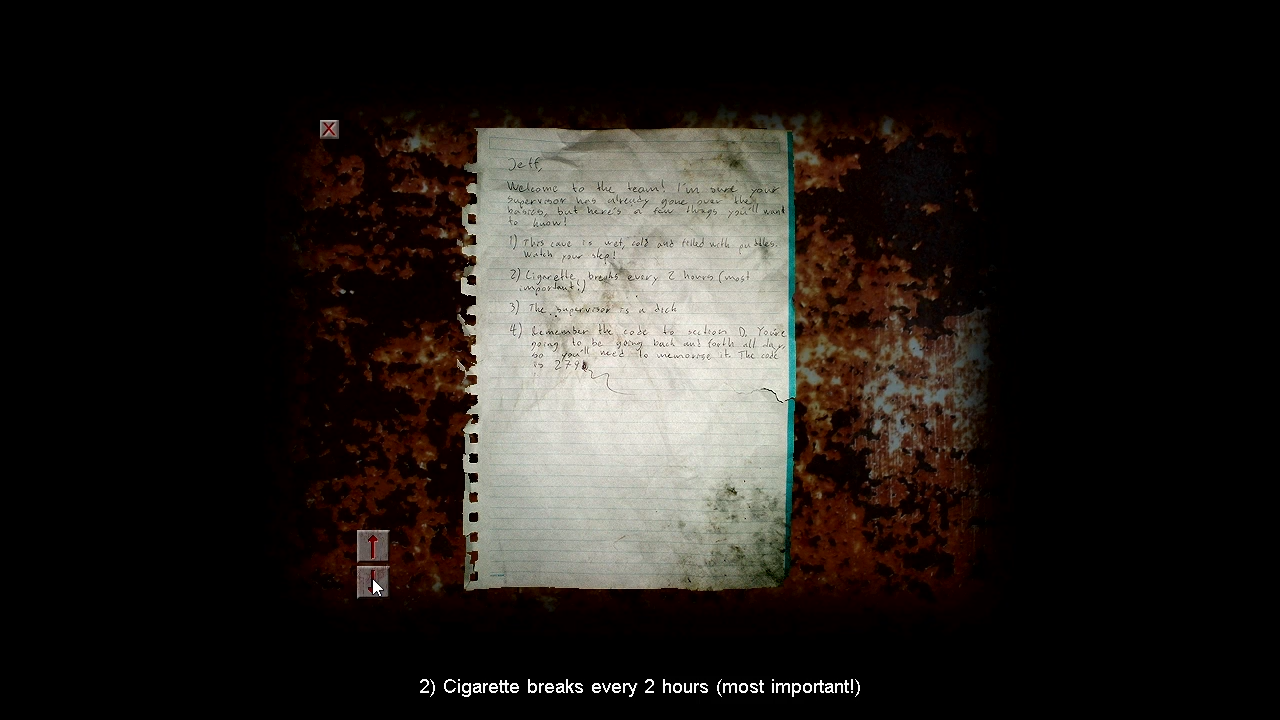 Jeff,
Welcome to the team! I'm sure your
supervisor has already gone over the
basics, but here's a few things you'll want
to know!
1) This cave is wet, cold and filled with puddles.
Watch your step!
2) Cigarette breaks every 2 hours (most
important!)
3) The supervisor is a dick
4) Remember the code to section D. You're
going to be going back and forth all day,
so you'll need to memorise it. The code
is 279
2) Cigarette breaks every 2 hours (most important!)